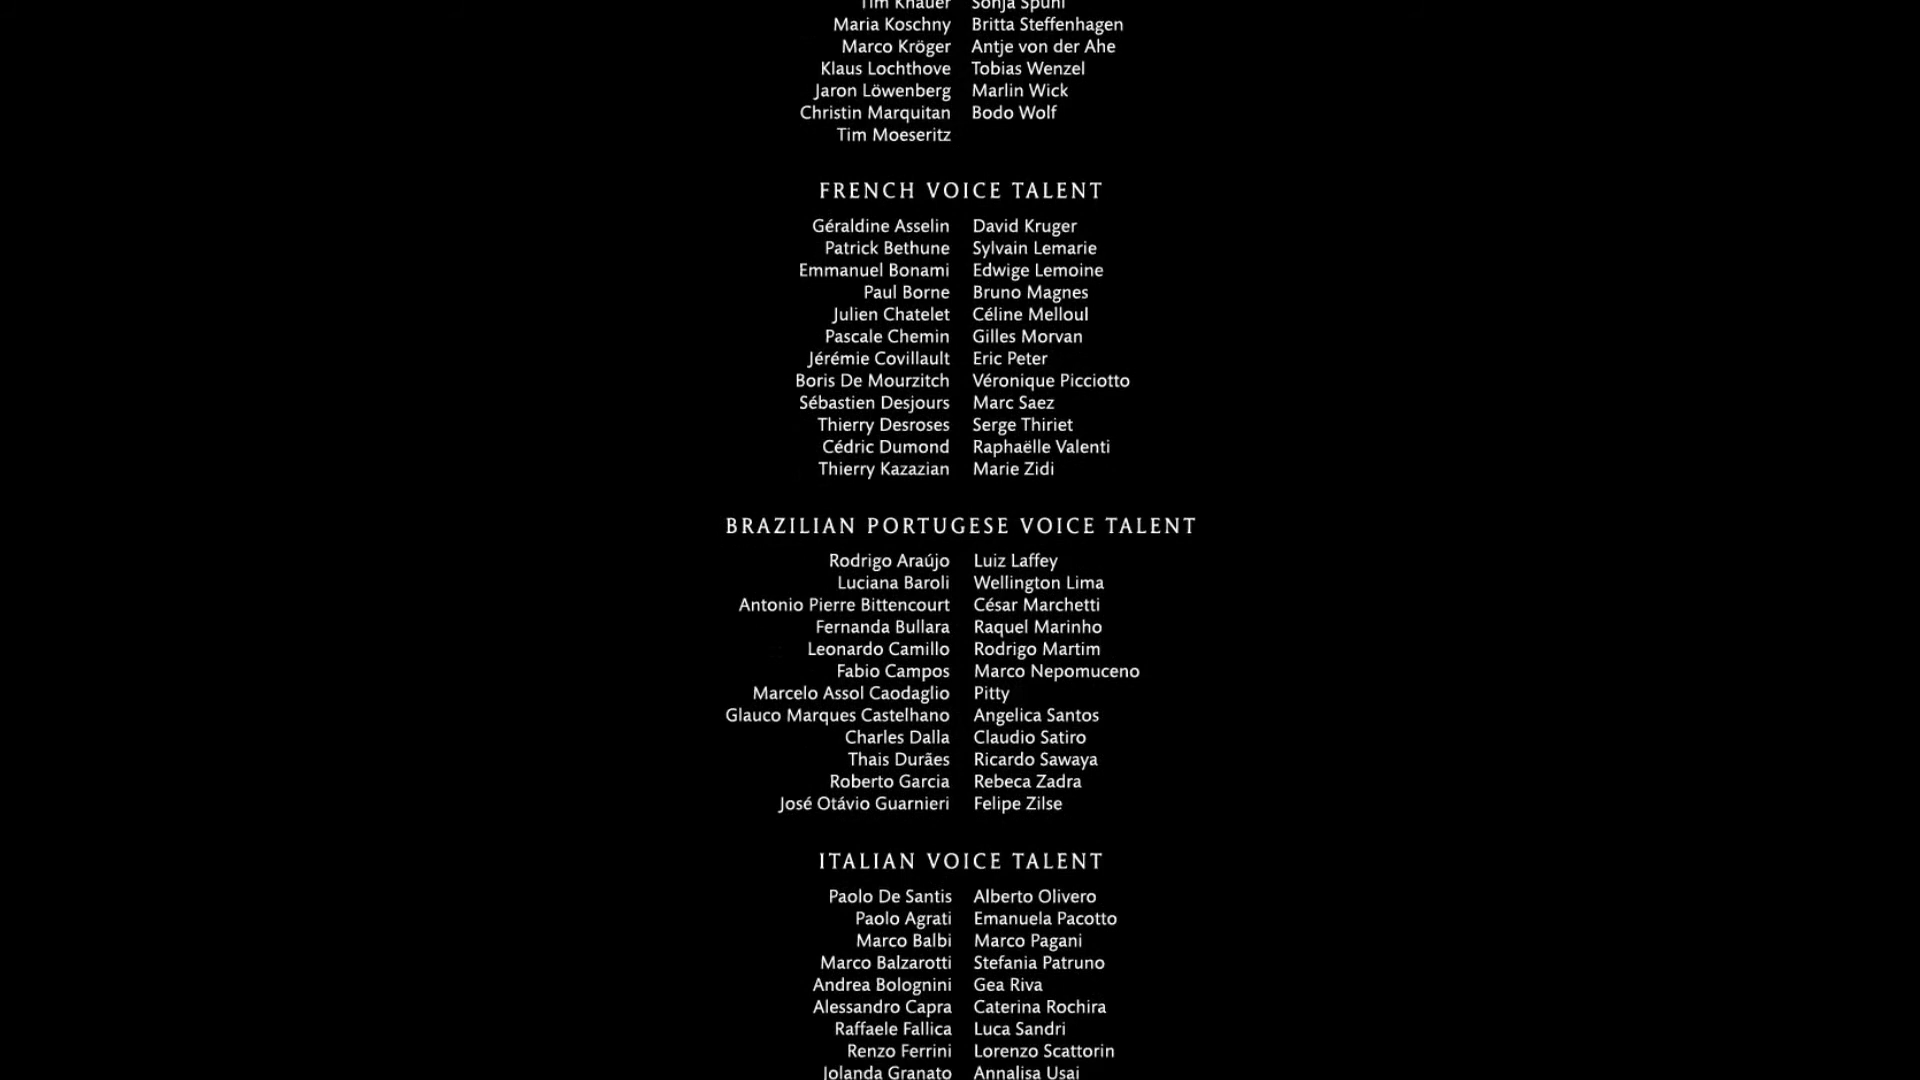 Tim Knauer Sonja Spuhl
Maria Koschny Britta Steffenhagen
Marco Kröger Antje von der Ahe
Klaus Lochthove Tobias Wenzel
Jaron Löwenberg Marlin Wick
Christin Marquitan Bodo Wolf
Tim Moeseritz
FRENCH VOICE TALENT
Géraldine Asselin David Kruger
Patrick Bethune Sylvain Lemarie
Emmanuel Bonami Edwige Lemoine
Paul Borne Bruno Magnes
Julien Chatelet Céline Melloul
Pascale Chemin Gilles Morvan
Jérémie Covillault Eric Peter
Boris De Mourzitch Véronique Picciotto
Sébastien Desjours Marc Saez
Thierry Desroses Serge Thiriet
Cédric Dumond Raphaëlle Valenti
Thierry Kazazian Marie Zidi
BRAZILIAN PORTUGESE VOICE TALENT
Rodrigo Araújo Luiz Laffey
Luciana Baroli Wellington Lima
Antonio Pierre Bittencourt César Marchetti
Fernanda Bullara Raquel Marinho
Leonardo Camillo Rodrigo Martim
Fabio Campos Marco Nepomuceno
Marcelo Assol Caodaglio Pitty
Glauco Marques Castelhano Angelica Santos
Charles Dalla Claudio Satiro
Thais Durães Ricardo Sawaya
Roberto Garcia Rebeca Zadra
José Otávio Guarnieri Felipe Zilse
ITALIAN VOICE TALENT
Paolo De Santis Alberto Olivero
Paolo Agrati Emanuela Pacotto
Marco Balbi Marco Pagani
Marco Balzarotti Stefania Patruno
Andrea Bolognini Gea Riva
Alessandro Capra Caterina Rochira
Raffaele Fallica Luca Sandri
Renzo Ferrini Lorenzo Scattorin
Jolanda Granato Annalisa Usai